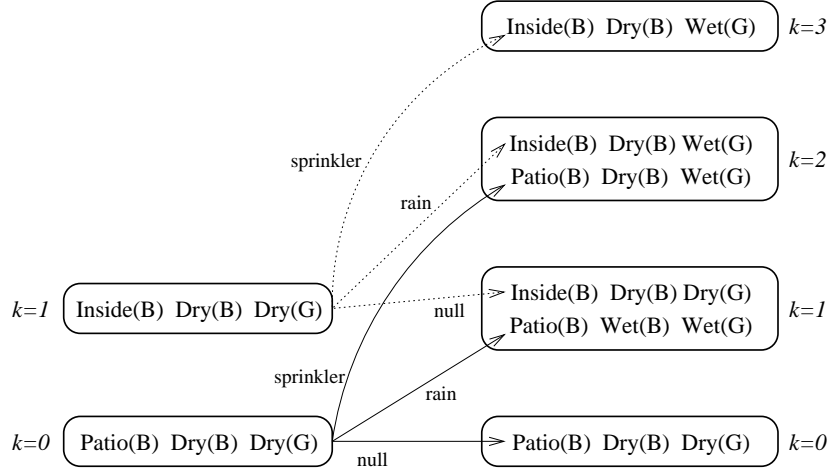 Inside(B) Dry(B) Wet(G) k=3
sprinkler
Inside(B) Dry(B) Wet(G)
Patio(B) Dry(B) Wet(G)
k=2
rain
k=1 Inside(B) Dry(B) Dry(G)
null
Inside(B) Dry(B) Dry(G)
Patio(B) Wet(B) Wet(G)
k=1
sprinkler
rain
k=0 Patio(B) Dry(B) Dry(G)
null
Patio(B) Dry(B) Dry(G) k=0